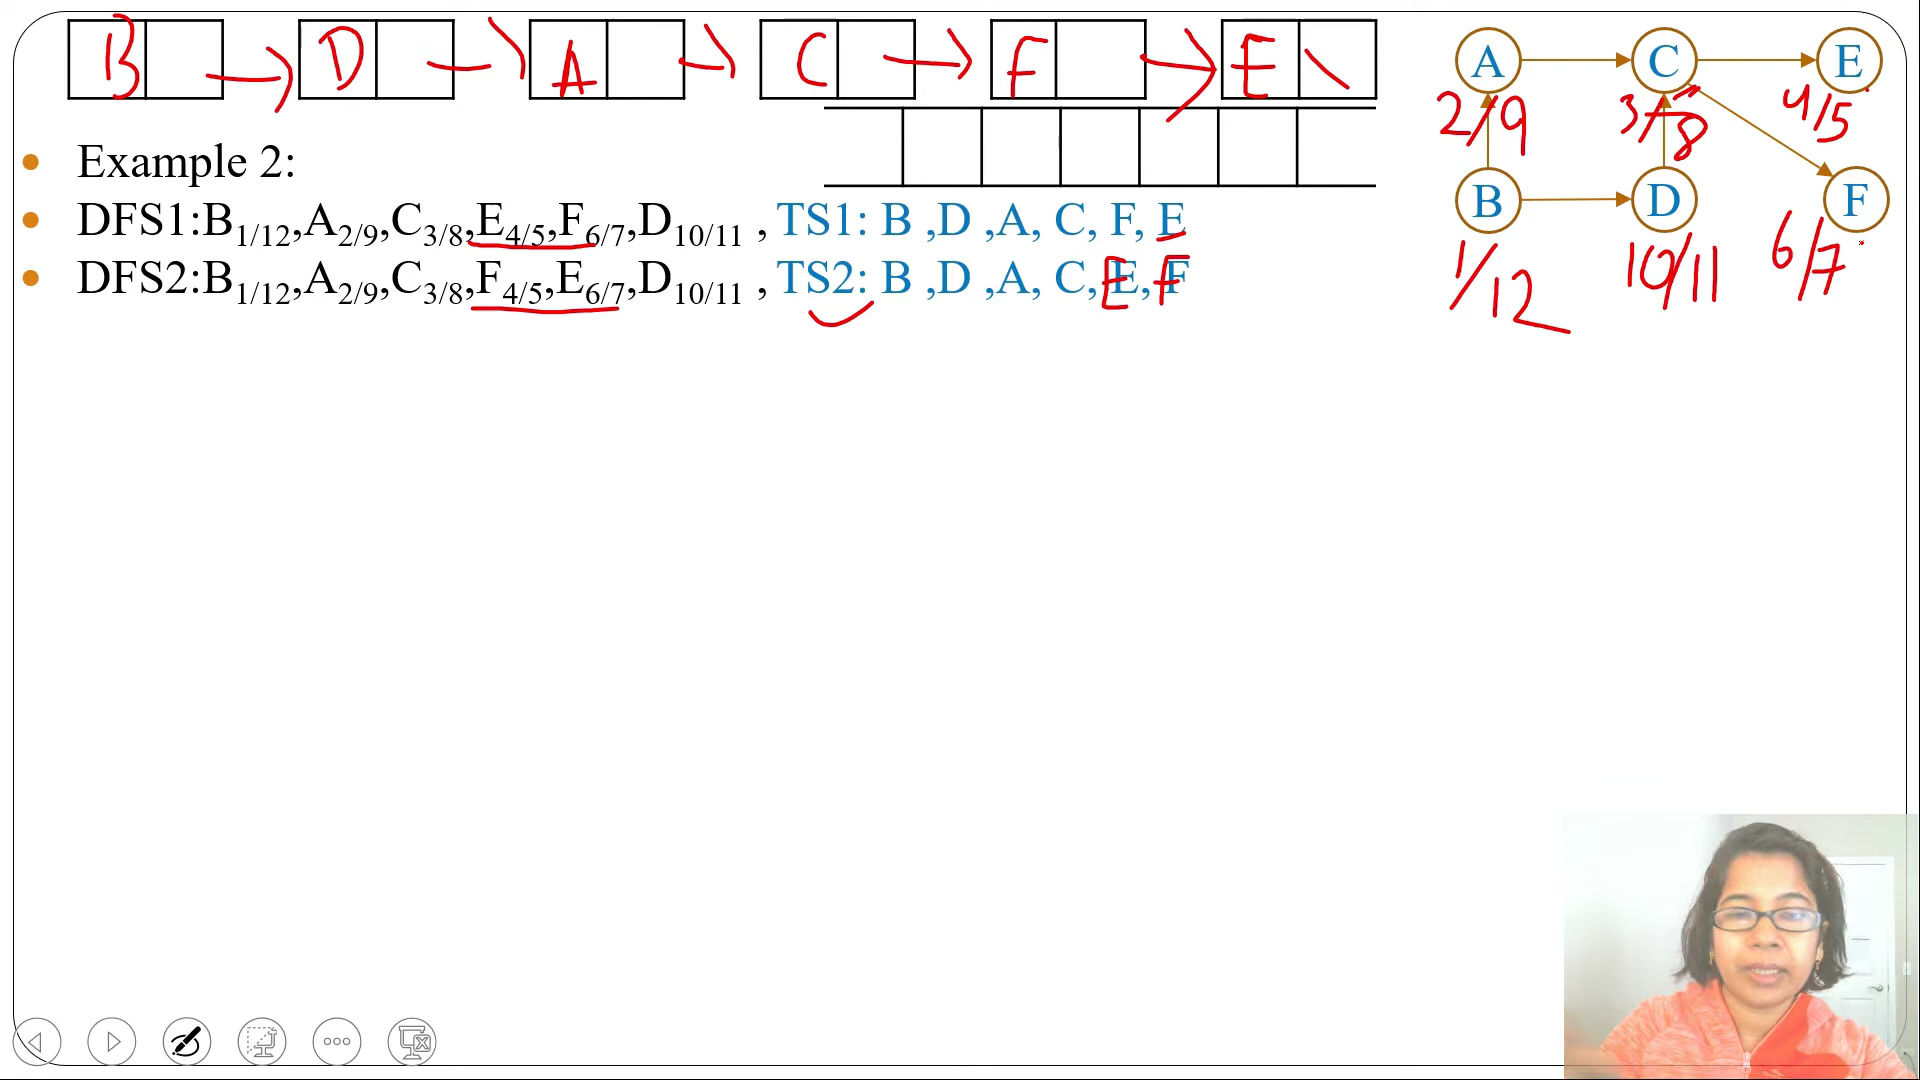 B → D → A → C → F → E \
A C E
2/9 3/8 4/5
Example 2:
B D F
DFS1:B1/12,A2/9,C3/8,E4/5,F6/7,D10/11 , TS1: B ,D ,A, C, F, E
1/12 10/11 6/7
DFS2:B1/12,A2/9,C3/8,F4/5,E6/7,D10/11 , TS2: B ,D ,A, C, E, F